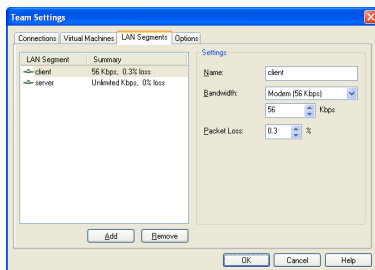 Team Settings
Connections Virtual Machines LAN Segments Options
LAN Segment Summary
client 56 Kbps, 0.3% loss
server Unlimited Kbps, 0% loss
Settings
Name: client
Bandwidth: Modem (56 Kbps)
56 Kbps
Packet Loss: 0.3 %
Add Remove
OK Cancel Help